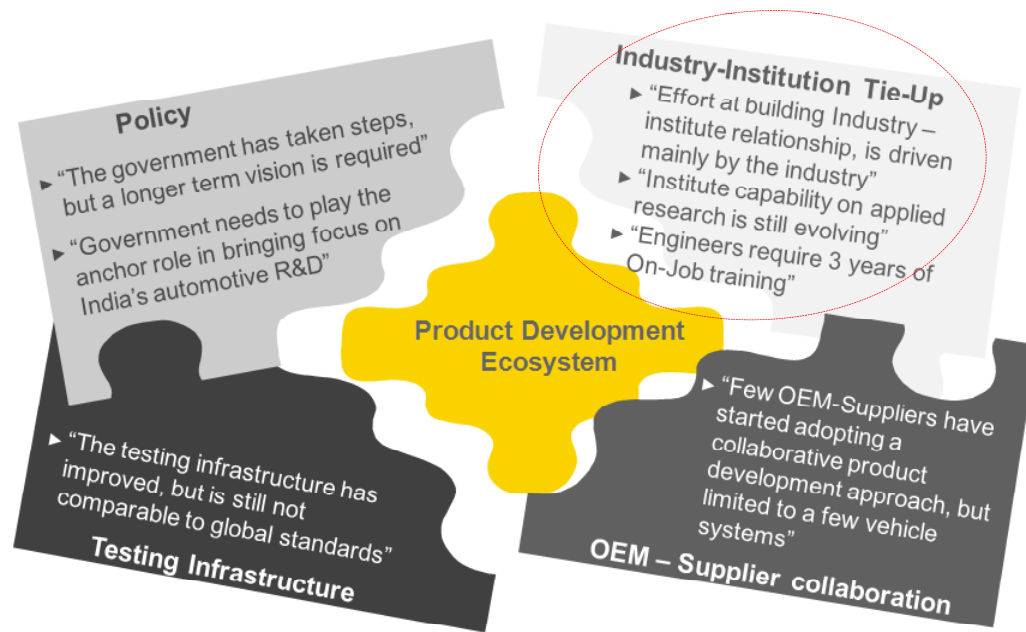 Policy
► “The government has taken steps,
but a longer term vision is required”
► “Government needs to play the
anchor role in bringing focus on
India’s automotive R&D”
Industry-Institution Tie-Up
► “Effort at building Industry –
institute relationship, is driven
mainly by the industry”
► “Institute capability on applied
research is still evolving”
► “Engineers require 3 years of
On-Job training”
Product Development
Ecosystem
► “The testing infrastructure has
improved, but is still not
comparable to global standards”
Testing Infrastructure
► “Few OEM-Suppliers have
started adopting a
collaborative product
development approach, but
limited to a few vehicle
systems”
OEM – Supplier collaboration